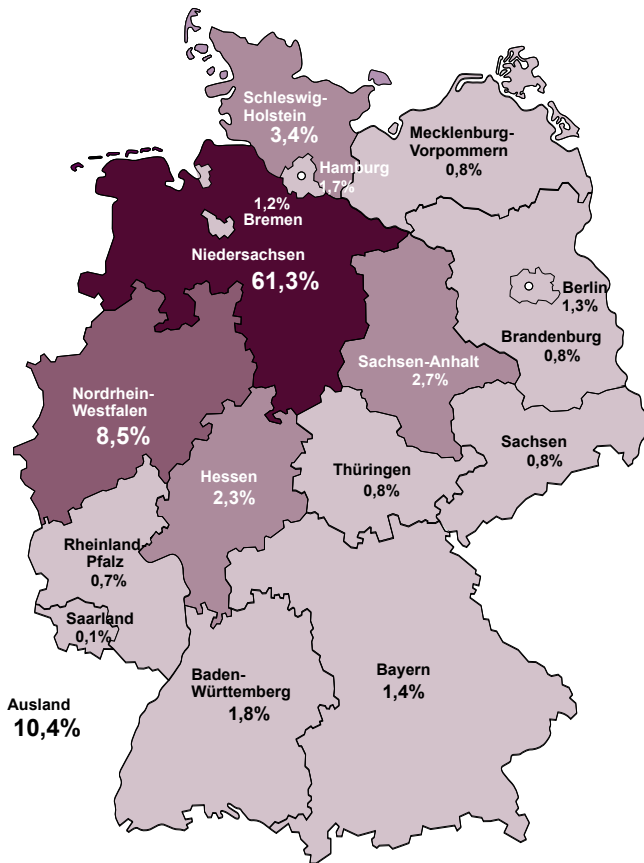 Schleswig-
Holstein
3,4%
Mecklenburg-
Vorpommern
0,8%
Hamburg
1,7%
1,2%
Bremen
Niedersachsen
61,3%
Berlin
1,3%
Brandenburg
0,8%
Sachsen-Anhalt
2,7%
Nordrhein-
Westfalen
8,5%
Sachsen
0,8%
Hessen
2,3%
Thüringen
0,8%
Rheinland-
Pfalz
0,7%
Saarland
0,1%
Baden-
Württemberg
1,8%
Bayern
1,4%
Ausland
10,4%